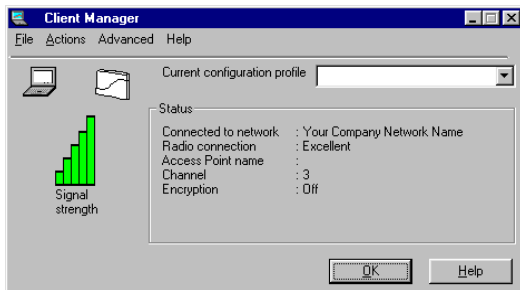 Client Manager
File Actions Advanced Help
Current configuration profile
Status
Connected to network : Your Company Network Name
Radio connection : Excellent
Access Point name :
Channel : 3
Encryption : Off
Signal
strength
OK Help